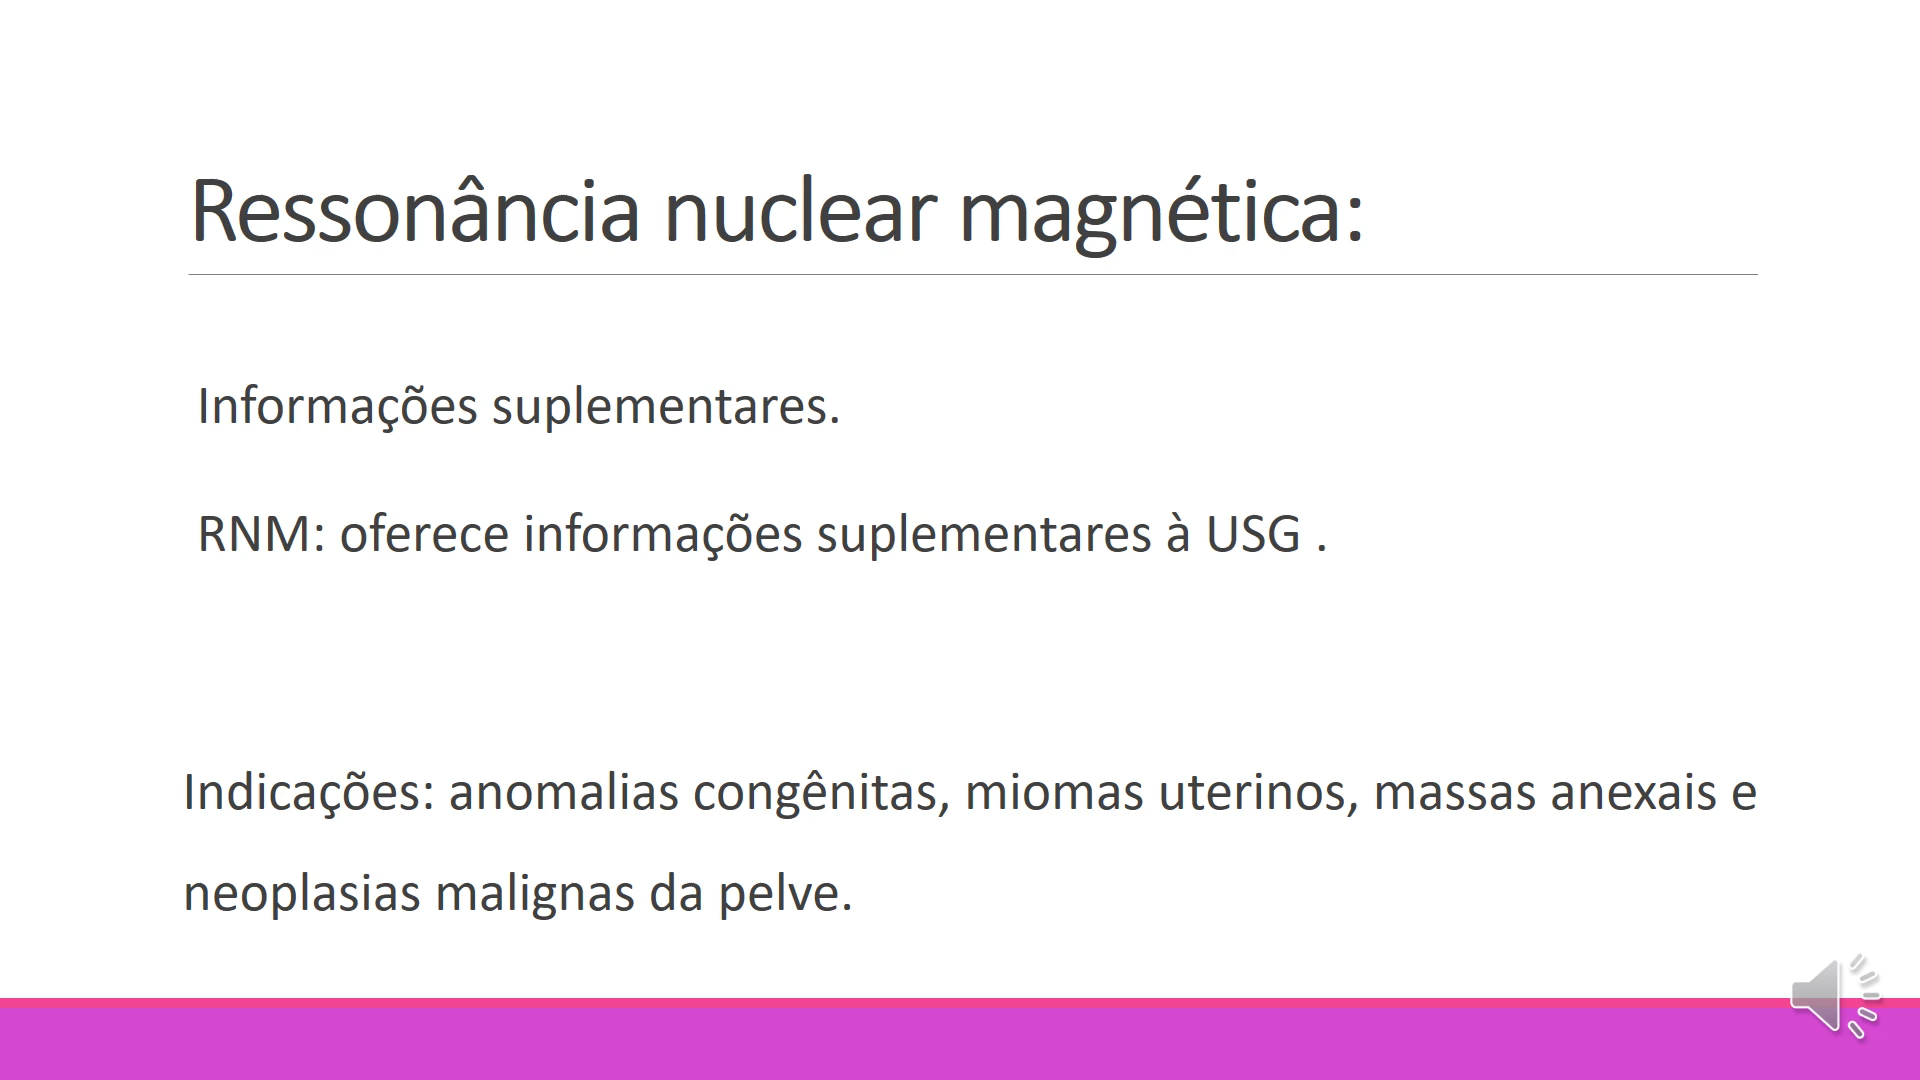 Ressonância nuclear magnética:
Informações suplementares.
RNM: oferece informações suplementares à USG .
Indicações: anomalias congênitas, miomas uterinos, massas anexais e
neoplasias malignas da pelve.